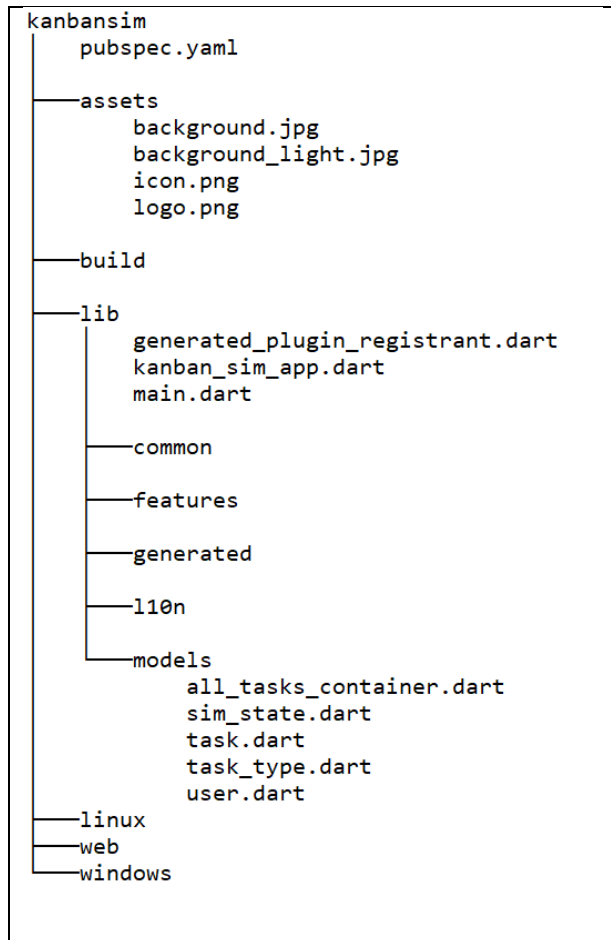 kanbansim
pubspec.yaml
assets
background.jpg
background_light.jpg
icon.png
logo.png
build
lib
generated_plugin_registrant.dart
kanban_sim_app.dart
main.dart
common
features
generated
l10n
models
all_tasks_container.dart
sim_state.dart
task.dart
task_type.dart
user.dart
linux
web
windows